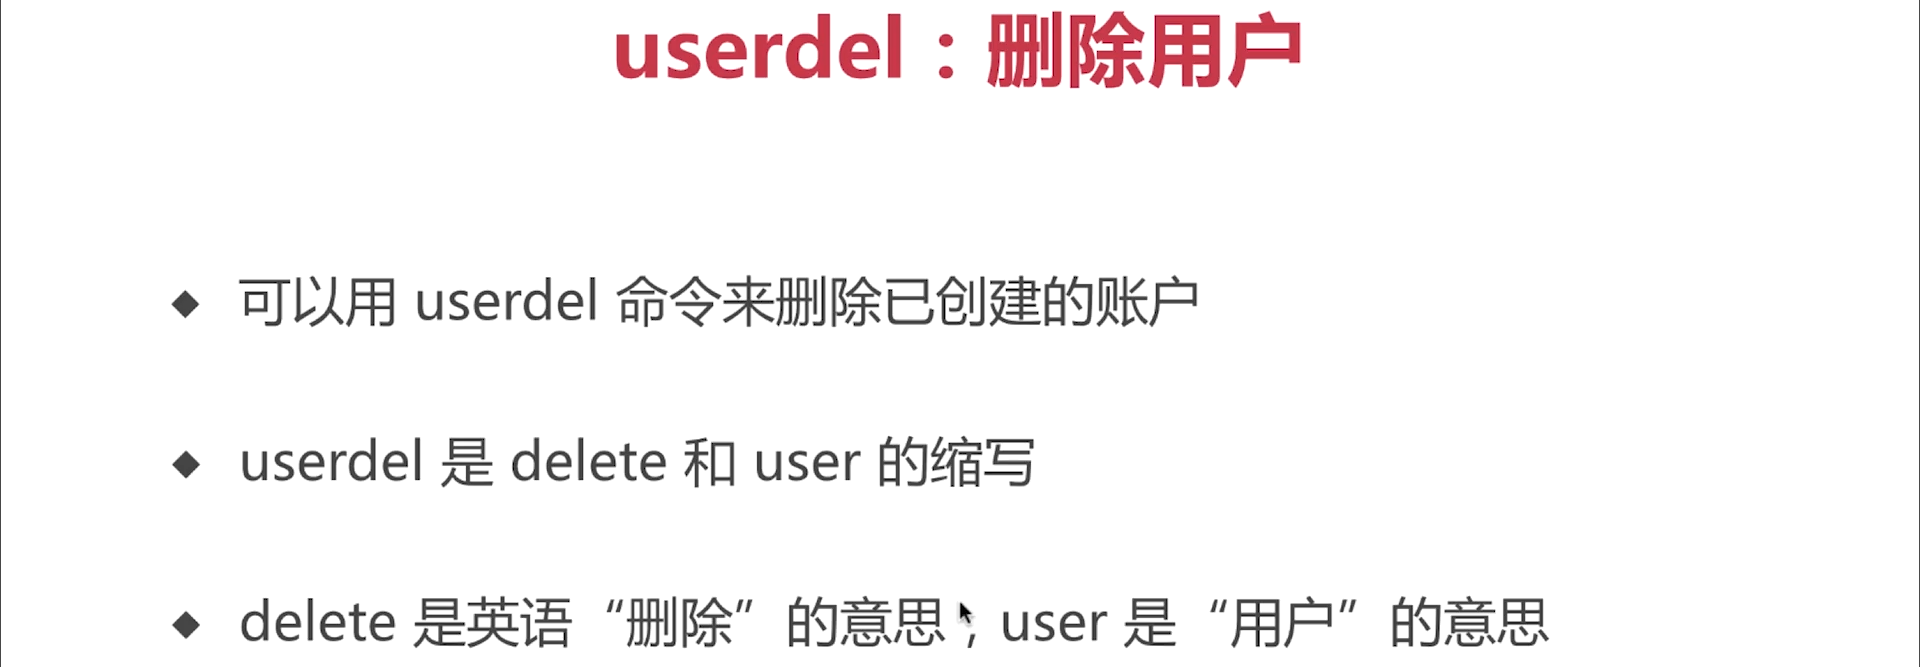 userdel：删除用户
◆ 可以用 userdel 命令来删除已创建的账户
◆ userdel 是 delete 和 user 的缩写
◆ delete 是英语“删除”的意思，user 是“用户”的意思